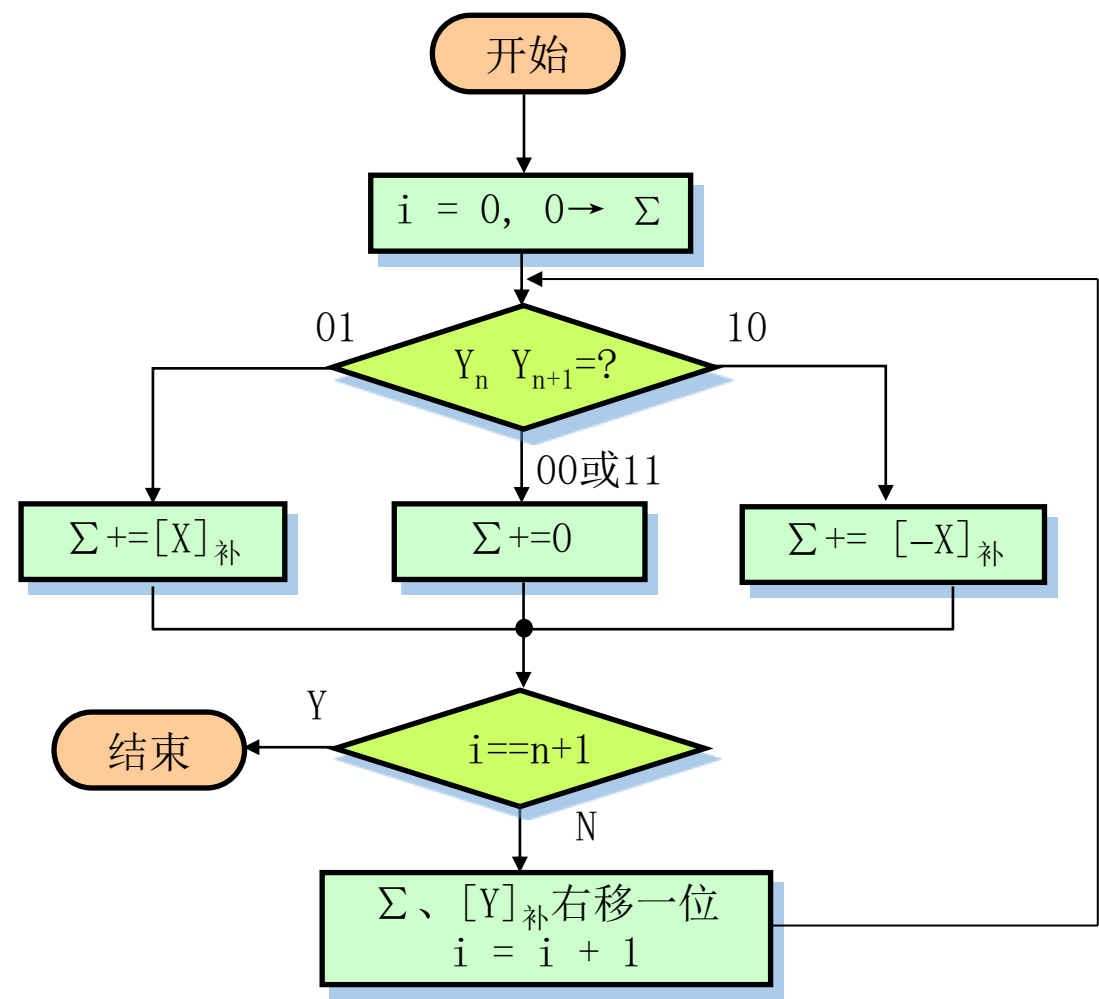 开始
i = 0, 0→ Σ
01
10
Yn Yn+1=?
00或11
Σ+=[X]补
Σ+=0
Σ+= [—X]补
Y
结束
i==n+1
N
Σ、[Y]补右移一位
i = i + 1